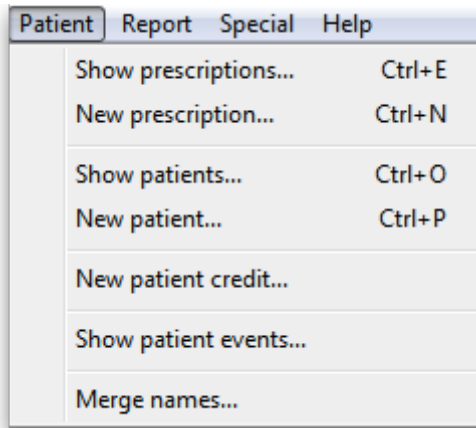 Patient Report Special Help
Show prescriptions... Ctrl+E
New prescription... Ctrl+N
Show patients... Ctrl+O
New patient... Ctrl+P
New patient credit...
Show patient events...
Merge names...